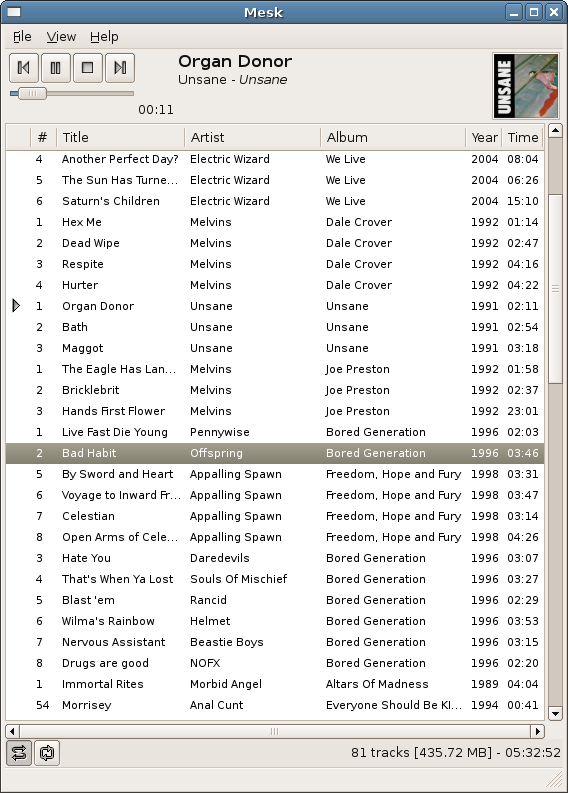 Mesk
File View Help
Organ Donor
Unsane - Unsane
UNSANE
00:11
# Title Artist Album Year Time
4 Another Perfect Day? Electric Wizard We Live 2004 08:04
5 The Sun Has Turne... Electric Wizard We Live 2004 06:26
6 Saturn's Children Electric Wizard We Live 2004 15:10
1 Hex Me Melvins Dale Crover 1992 01:14
2 Dead Wipe Melvins Dale Crover 1992 02:47
3 Respite Melvins Dale Crover 1992 04:16
4 Hurter Melvins Dale Crover 1992 04:22
1 Organ Donor Unsane Unsane 1991 02:11
2 Bath Unsane Unsane 1991 02:54
3 Maggot Unsane Unsane 1991 03:18
1 The Eagle Has Lan... Melvins Joe Preston 1992 01:58
2 Bricklebrit Melvins Joe Preston 1992 02:37
3 Hands First Flower Melvins Joe Preston 1992 23:01
1 Live Fast Die Young Pennywise Bored Generation 1996 02:03
2 Bad Habit Offspring Bored Generation 1996 03:46
5 By Sword and Heart Appalling Spawn Freedom, Hope and Fury 1998 03:31
6 Voyage to Inward Fr... Appalling Spawn Freedom, Hope and Fury 1998 03:47
7 Celestian Appalling Spawn Freedom, Hope and Fury 1998 03:14
8 Open Arms of Cele... Appalling Spawn Freedom, Hope and Fury 1998 04:26
3 Hate You Daredevils Bored Generation 1996 03:07
4 That's When Ya Lost Souls Of Mischief Bored Generation 1996 03:27
5 Blast 'em Rancid Bored Generation 1996 02:29
6 Wilma's Rainbow Helmet Bored Generation 1996 03:53
7 Nervous Assistant Beastie Boys Bored Generation 1996 03:15
8 Drugs are good NOFX Bored Generation 1996 02:20
1 Immortal Rites Morbid Angel Altars Of Madness 1989 04:04
54 Morrisey Anal Cunt Everyone Should Be KI... 1994 00:41
81 tracks [435.72 MB] - 05:32:52